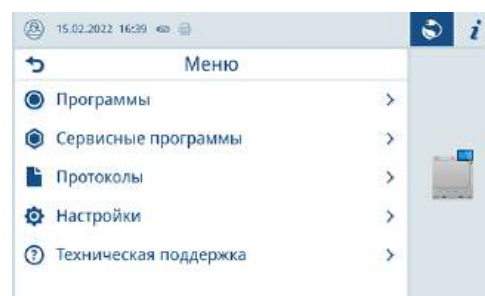 15.02.2022 16:39
i
Меню
Программы
Сервисные программы
Протоколы
Настройки
Техническая поддержка